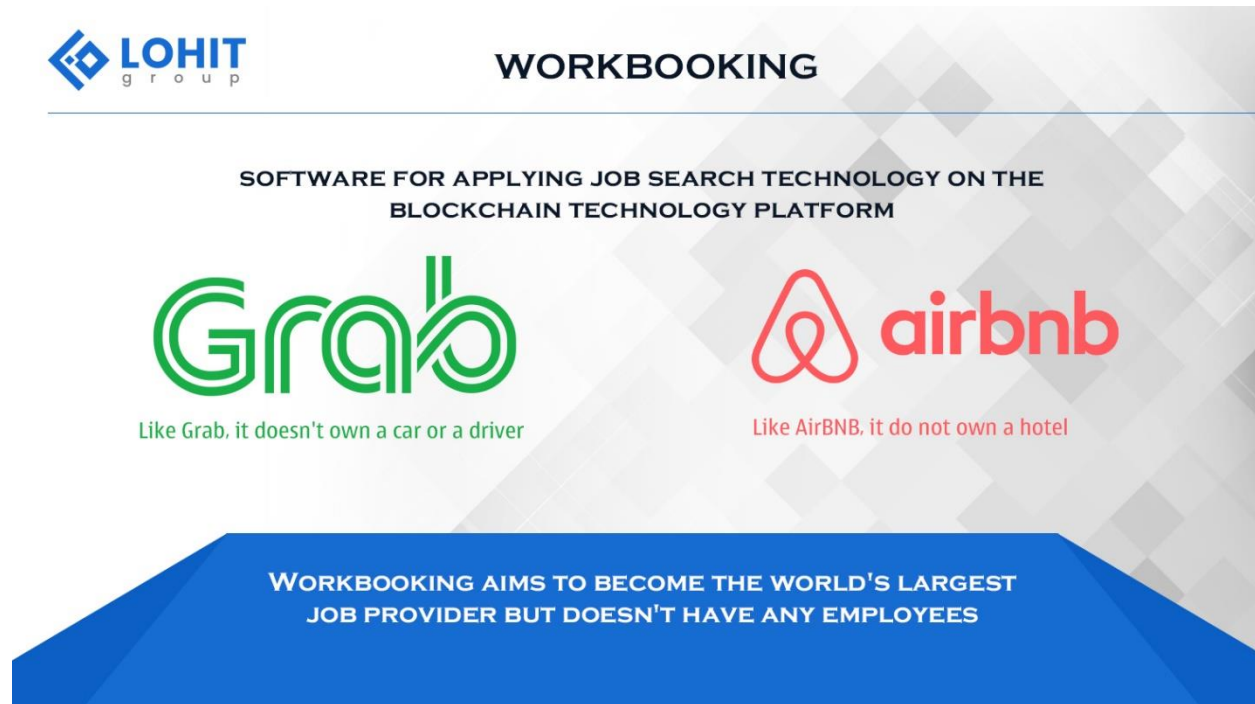 LOHIT
group
WORKBOOKING
SOFTWARE FOR APPLYING JOB SEARCH TECHNOLOGY ON THE
BLOCKCHAIN TECHNOLOGY PLATFORM
Grab
airbnb
Like Grab, it doesn't own a car or a driver
Like AirBNB, it do not own a hotel
WORKBOOKING AIMS TO BECOME THE WORLD'S LARGEST
JOB PROVIDER BUT DOESN'T HAVE ANY EMPLOYEES